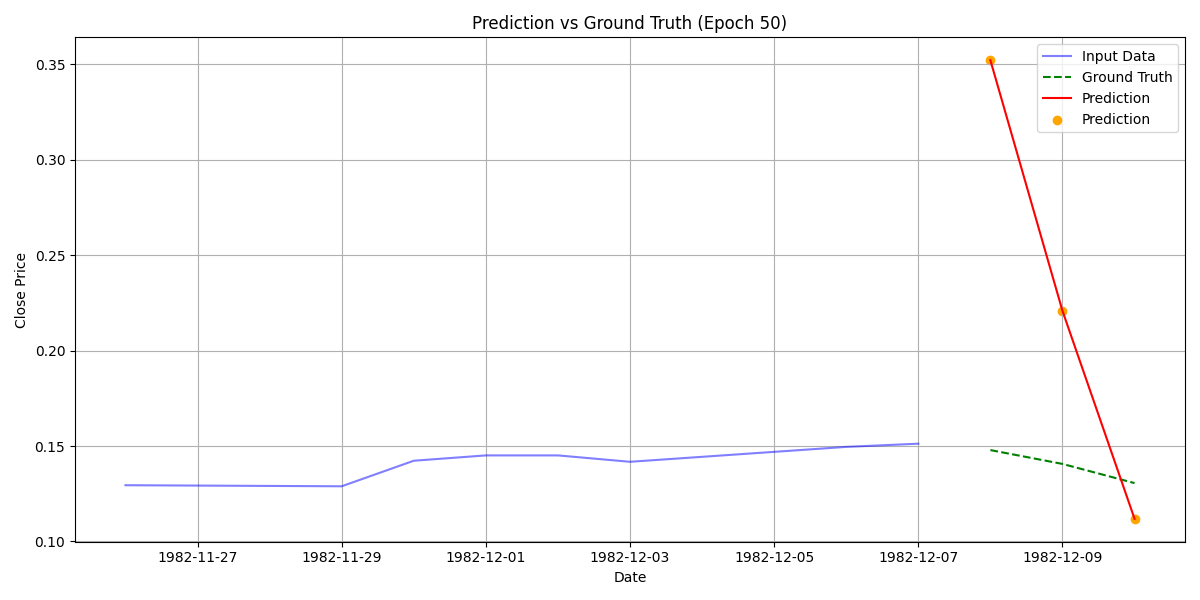 Prediction vs Ground Truth (Epoch 50)
Input Data
Ground Truth
Prediction
Prediction
Close Price
0.35
0.30
0.25
0.20
0.15
0.10
1982-11-27
1982-11-29
1982-12-01
1982-12-03
1982-12-05
1982-12-07
1982-12-09
Date